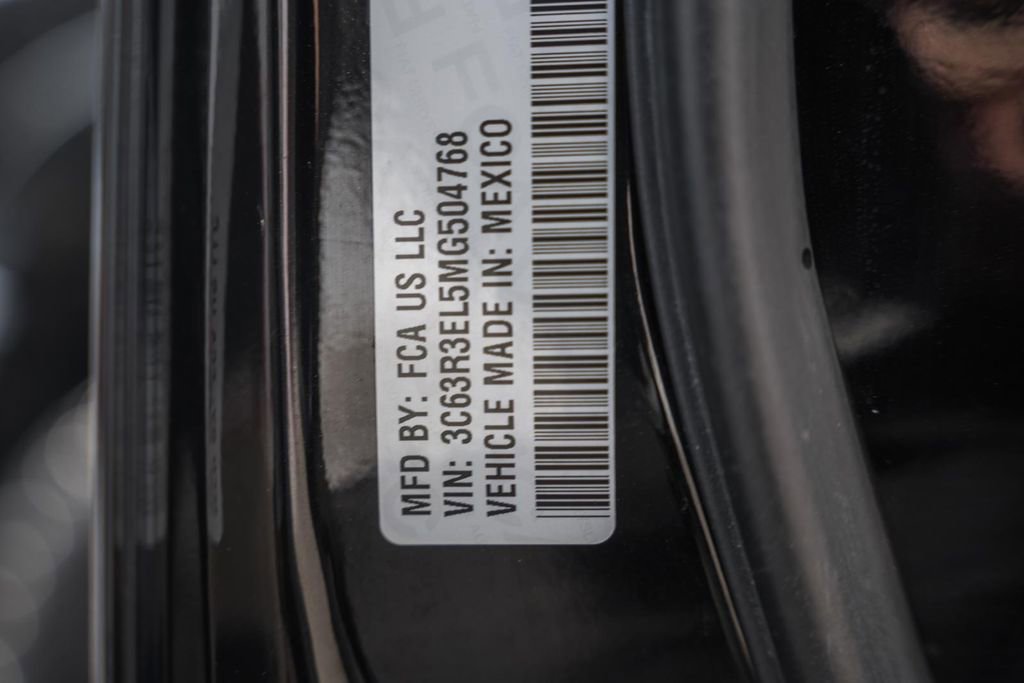 MFD BY: FCA US LLC
VIN: 3C63R3EL5MG504768
VEHICLE MADE IN: MEXICO